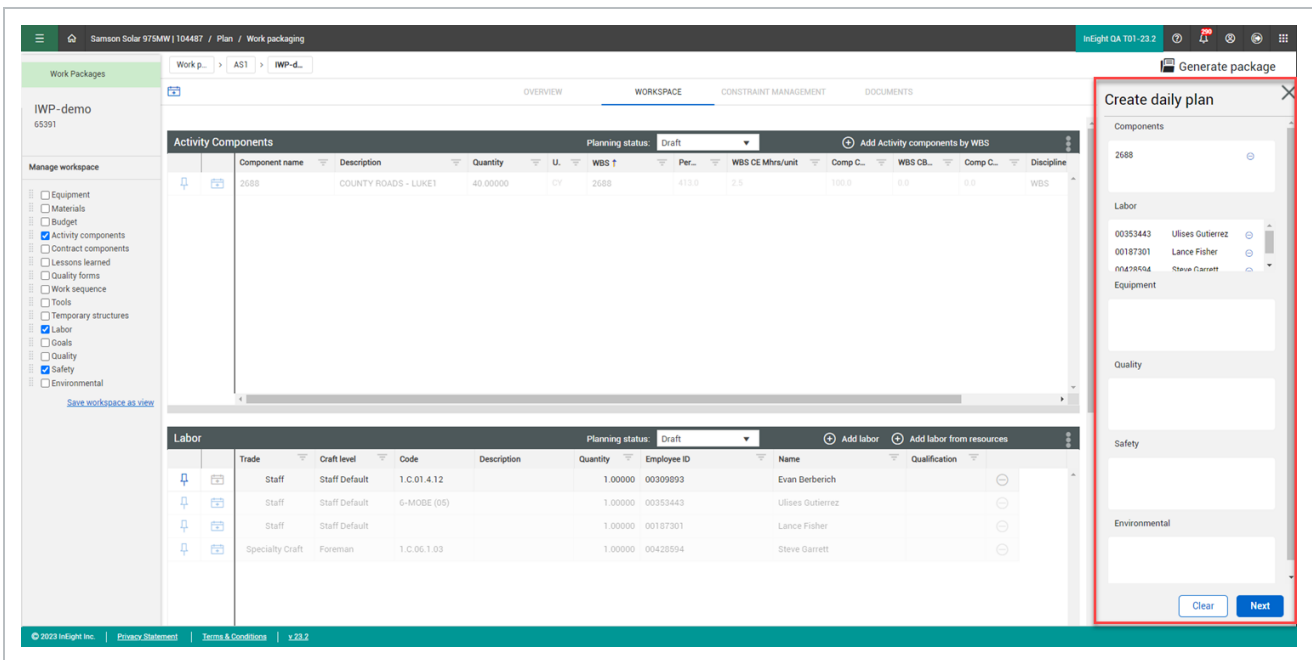 Samson Solar 975MW | 104487 / Plan / Work packaging
InEight QA T01-23.2
290
Work Packages
Work p... > AS1 > IWP-d...
Generate package
OVERVIEW WORKSPACE CONSTRAINT MANAGEMENT DOCUMENTS
IWP-demo
65391
Manage workspace
Equipment
Materials
Budget
Activity components
Contract components
Lessons learned
Quality forms
Work sequence
Tools
Temporary structures
Labor
Goals
Quality
Safety
Environmental
Save workspace as view
Activity Components Planning status: Draft Add Activity components by WBS
Component name Description Quantity U. WBS ↑ Per... WBS CE Mhrs/unit Comp C... WBS CB... Comp C... Discipline
2688 COUNTY ROADS - LUKE1 40.00000 CY 2688 413.0 2.5 100.0 0.0 0.0 WBS
Labor Planning status: Draft Add labor Add labor from resources
Trade Craft level Code Description Quantity Employee ID Name Qualification
Staff Staff Default 1.C.01.4.12 1.00000 00309893 Evan Berberich
Staff Staff Default G-MOBE (05) 1.00000 00353443 Ulises Gutierrez
Staff Staff Default 1.00000 00187301 Lance Fisher
Specialty Craft Foreman 1.C.06.1.03 1.00000 00428594 Steve Garrett
Create daily plan
Components
2688
Labor
00353443 Ulises Gutierrez
00187301 Lance Fisher
00428594 Steve Garrett
Equipment
Quality
Safety
Environmental
Clear Next
© 2023 InEight Inc. | Privacy Statement | Terms & Conditions | v 23.2